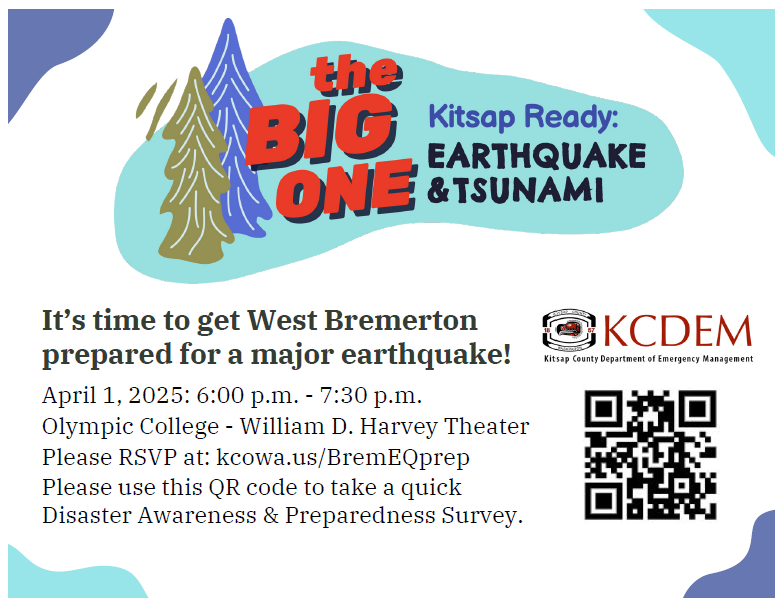 the
BIG
ONE
Kitsap Ready:
EARTHQUAKE
& TSUNAMI
It's time to get West Bremerton
prepared for a major earthquake!
18 57
KCDEM
Kitsap County Department of Emergency Management
April 1, 2025: 6:00 p.m. - 7:30 p.m.
Olympic College - William D. Harvey Theater
Please RSVP at: kcowa.us/BremEQprep
Please use this QR code to take a quick
Disaster Awareness & Preparedness Survey.